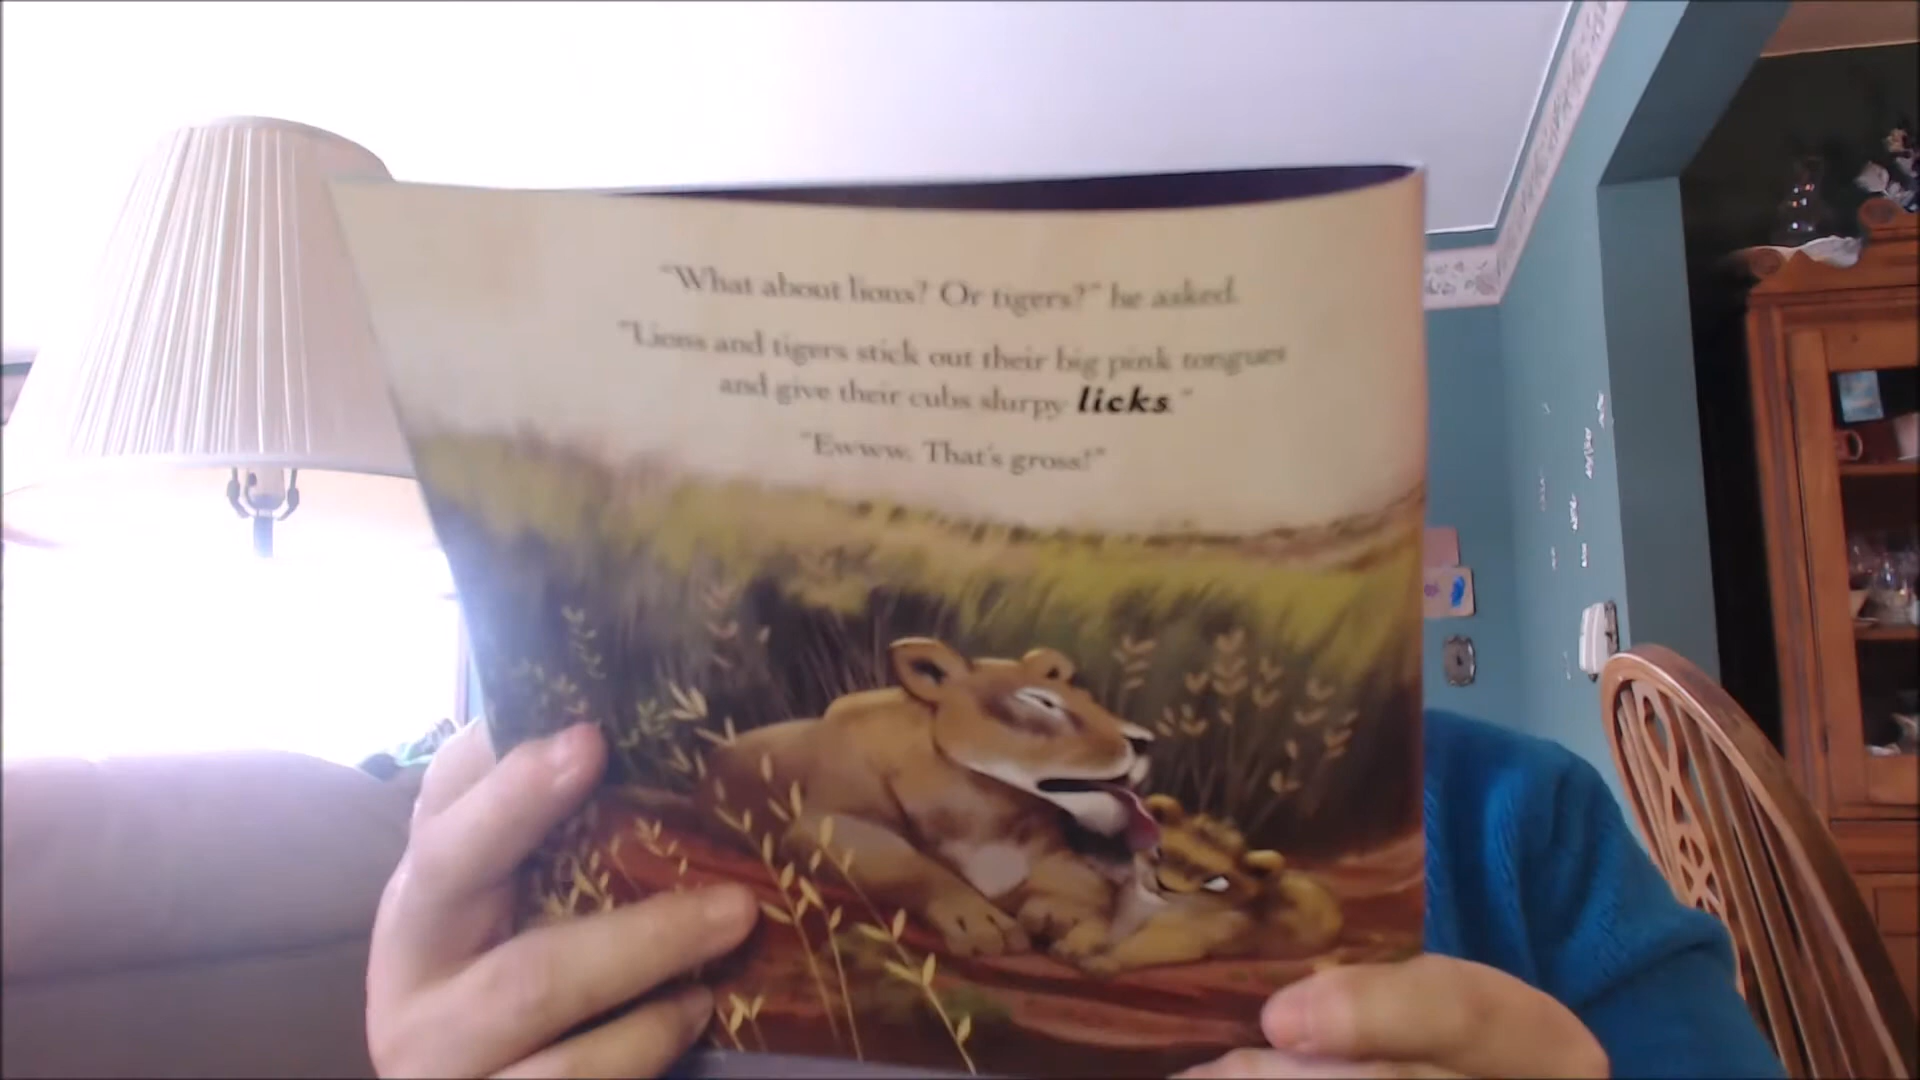 "What about lions? Or tigers?" he asked.
"Lions and tigers stick out their big pink tongues
and give their cubs slurpy licks."
"Ewww. That's gross!"